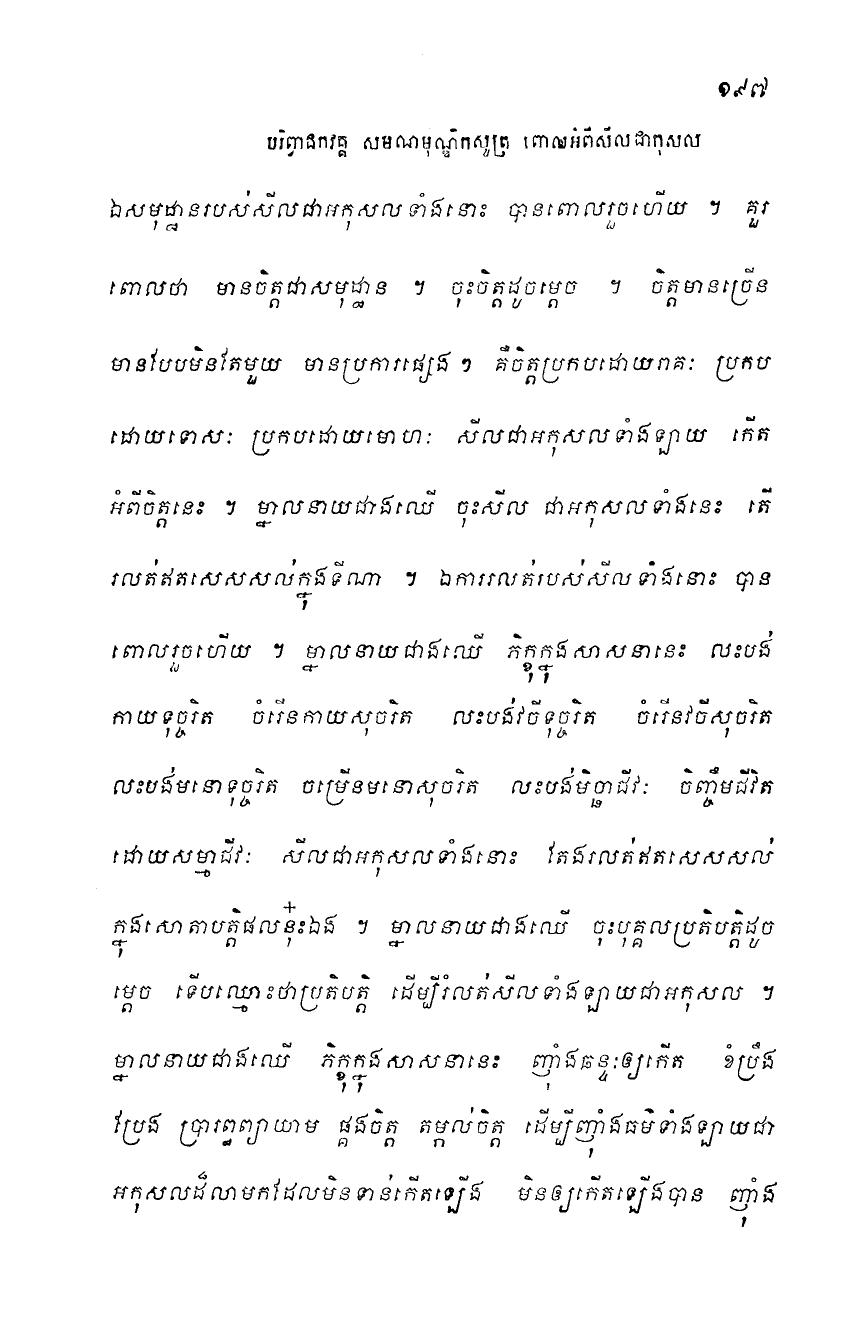 ១៩៧
បរិព្វាជកវគ្គ សមណមុណ្ឌិកសូត្រ ពោលអំពីសីលជាកុសល
ឯសមុដ្ឋានរបស់សីលជាអកុសលទាំងនោះ បានពោលរួចហើយ ។ គួរ
ពោលថា មានចិត្តជាសមុដ្ឋាន ។ ចុះចិត្តដូចម្តេច ។ ចិត្តមានច្រើន
មានបែបមិនតែមួយ មានប្រការផ្សេងៗ គឺចិត្តប្រកបដោយរាគៈ ប្រកប
ដោយទោសៈ ប្រកបដោយមោហៈ សីលជាអកុសលទាំងឡាយ កើត
អំពីចិត្តនេះ ។ ម្នាលនាយជាងឈើ ចុះសីល ជាអកុសលទាំងនេះ តើ
រលត់ឥតសេសសល់ក្នុងទីណា ។ ឯការរលត់របស់សីលទាំងនោះ បាន
ពោលរួចហើយ ។ ម្នាលនាយជាងឈើ ភិក្ខុក្នុងសាសនានេះ លះបង់
កាយទុច្ចរិត ចំរើនកាយសុចរិត លះបង់វចីទុច្ចរិត ចំរើនវចីសុចរិត
លះបង់មនោទុច្ចរិត ចម្រើនមនោសុចរិត លះបង់មិច្ឆាជីវៈ ចិញ្ចឹមជីវិត
ដោយសម្មាជីវៈ សីលជាអកុសលទាំងនោះ តែងរលត់ឥតសេសសល់
ក្នុងសោតាបត្តិផលនុ៎ះឯង ។ ម្នាលនាយជាងឈើ ចុះបុគ្គលប្រតិបត្តិដូច
ម្តេច ទើបឈ្មោះថាប្រតិបត្តិ ដើម្បីរំលត់សីលទាំងឡាយជាអកុសល ។
ម្នាលនាយជាងឈើ ភិក្ខុក្នុងសាសនានេះ ញុំាងឆន្ទៈឲ្យកើត ខំប្រឹង
ប្រែង ប្រារព្ធព្យាយាម ផ្គងចិត្ត តម្កល់ចិត្ត ដើម្បីញុំាងធម៌ទាំងឡាយជា
អកុសលដ៏លាមកដែលមិនទាន់កើតឡើង មិនឲ្យកើតឡើងបាន ញុំាង